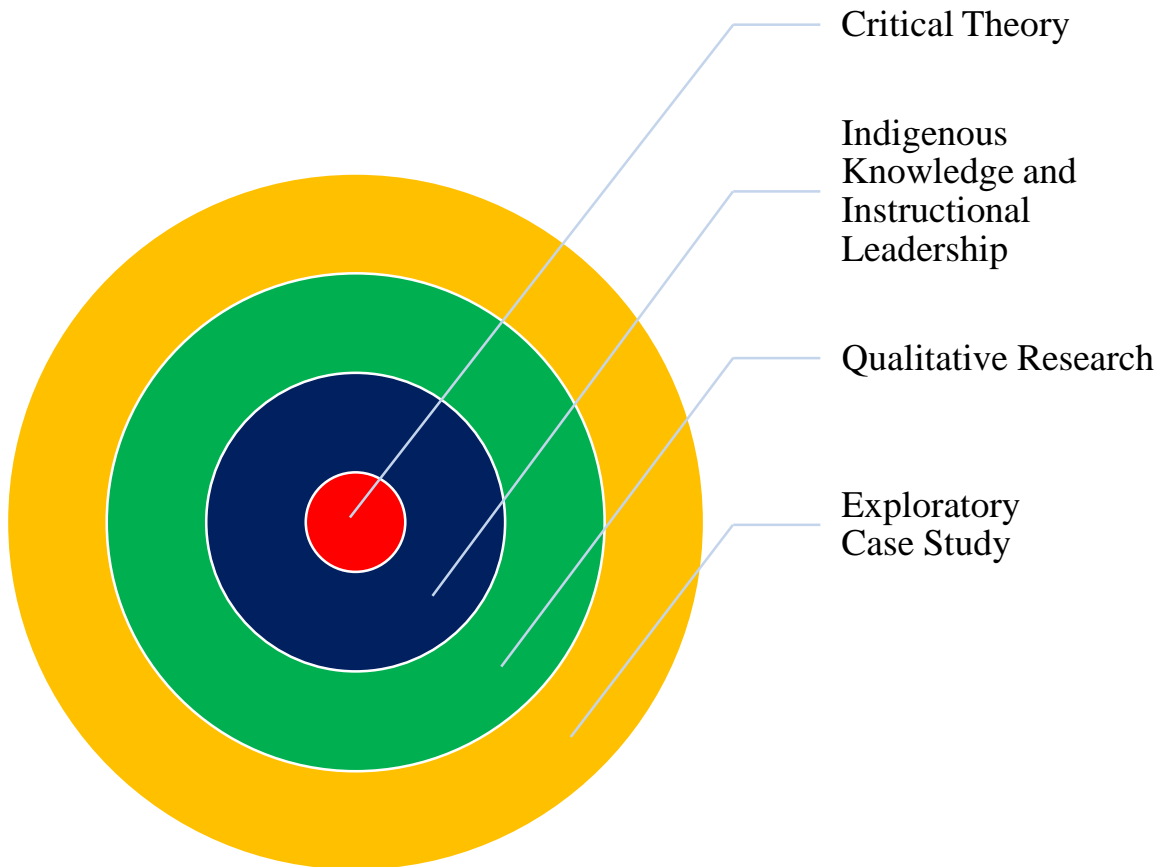 Critical Theory
Indigenous
Knowledge and
Instructional
Leadership
Qualitative Research
Exploratory
Case Study